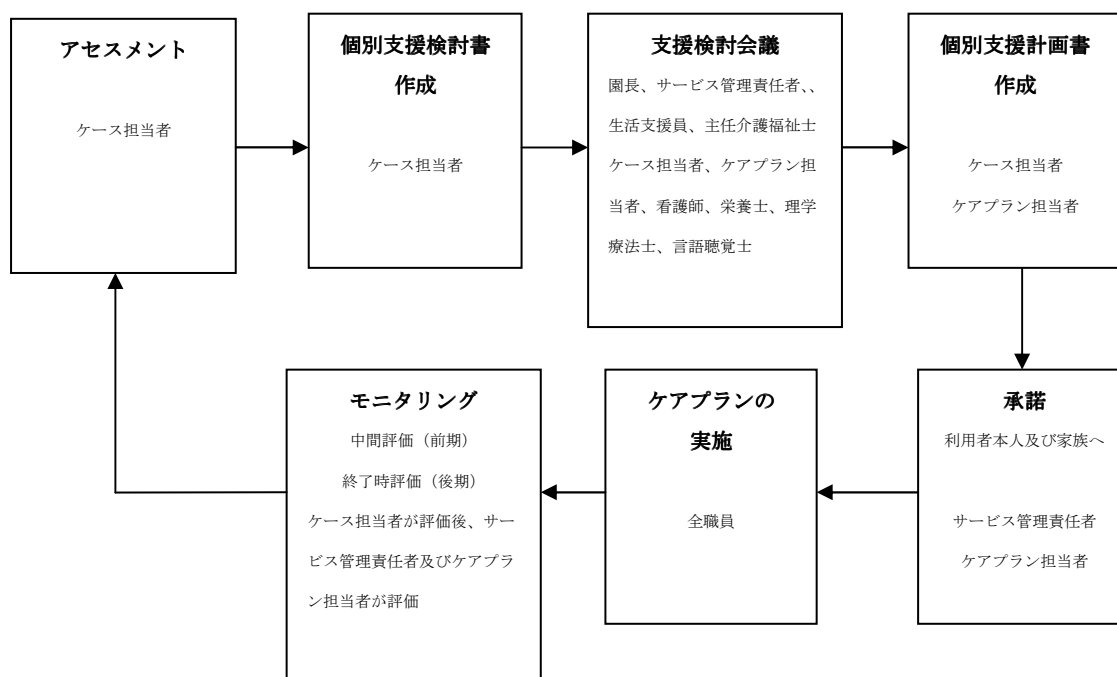 アセスメント
ケース担当者
個別支援検討書
作成
ケース担当者
支援検討会議
園長、サービス管理責任者、、
生活支援員、主任介護福祉士
ケース担当者、ケアプラン担
当者、看護師、栄養士、理学
療法士、言語聴覚士
個別支援計画書
作成
ケース担当者
ケアプラン担当者
モニタリング
中間評価（前期）
終了時評価（後期）
ケース担当者が評価後、サー
ビス管理責任者及びケアプラ
ン担当者が評価
ケアプランの
実施
全職員
承諾
利用者本人及び家族へ
サービス管理責任者
ケアプラン担当者